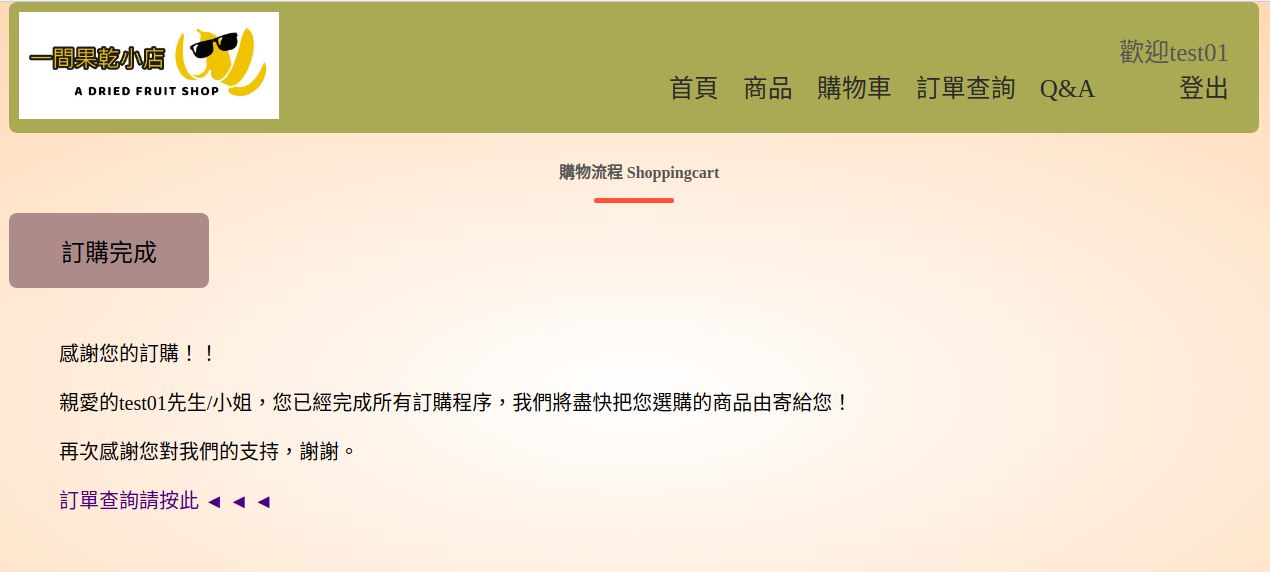 一間果乾小店
A DRIED FRUIT SHOP
歡迎test01
首頁 商品 購物車 訂單查詢 Q&A 登出
購物流程 Shoppingcart
訂購完成
感謝您的訂購！！
親愛的test01先生/小姐，您已經完成所有訂購程序，我們將盡快把您選購的商品由寄給您！
再次感謝您對我們的支持，謝謝。
訂單查詢請按此 ◄ ◄ ◄